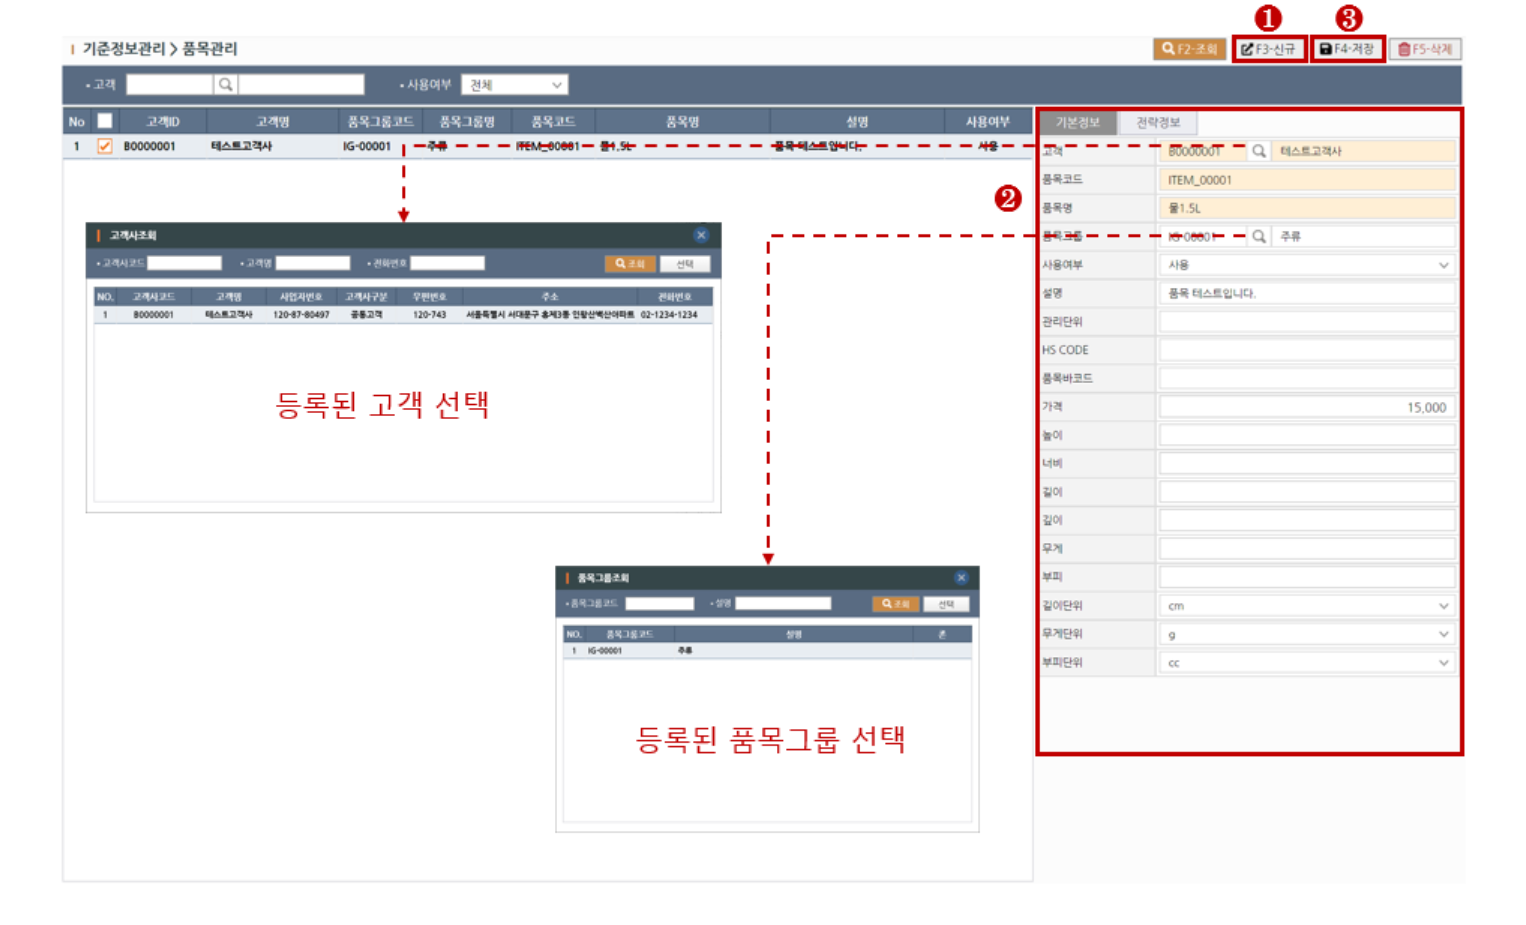 ❶ ❸
기준정보관리 > 품목관리
F2-조회 F3-신규 F4-저장 F5-삭제
• 고객 • 사용여부 전체
No 고객ID 고객명 품목그룹코드 품목그룹명 품목코드 품목명 설명 사용여부
1 B0000001 테스트고객사 IG-00001 주류 ITEM_00001 물1.5L 품목 테스트입니다. 사용
기본정보 전략정보
고객 B0000001 테스트고객사
품목코드 ITEM_00001
❷
품목명 물1.5L
품목그룹 IG-00001 주류
사용여부 사용
설명 품목 테스트입니다.
관리단위
HS CODE
품목바코드
가격 15,000
높이
너비
길이
깊이
무게
부피
길이단위 cm
무게단위 g
부피단위 cc
고객사조회
• 고객사코드 • 고객명 • 전화번호 조회 선택
NO. 고객사코드 고객명 사업자번호 고객사구분 우편번호 주소 전화번호
1 B0000001 테스트고객사 120-87-80497 공통고객 120-743 서울특별시 서대문구 홍제3동 인왕산벽산아파트 02-1234-1234
등록된 고객 선택
품목그룹조회
• 품목그룹코드 • 설명 조회 선택
NO. 품목그룹코드 설명 존
1 IG-00001 주류
등록된 품목그룹 선택